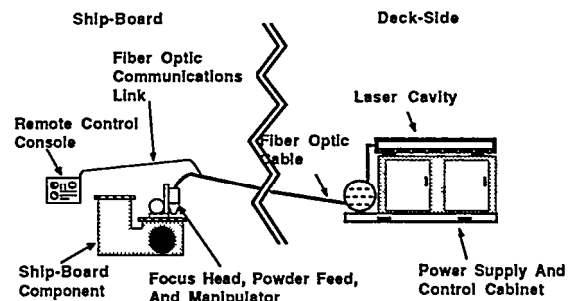 Ship-Board
Deck-Side
Fiber Optic
Communications
Link
Laser Cavity
Remote Control
Console
Fiber Optic
Cable
Ship-Board
Component
Focus Head, Powder Feed,
And Manipulator
Power Supply And
Control Cabinet